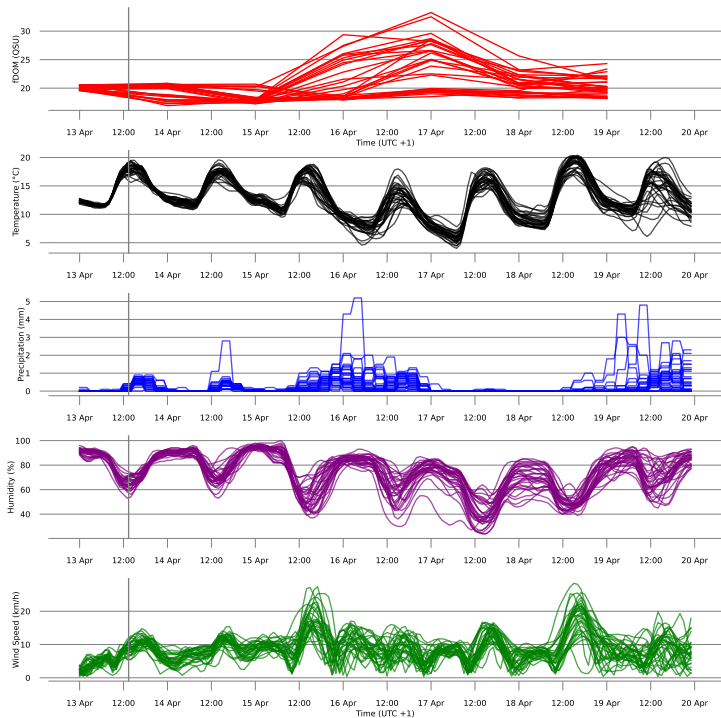 fDOM (QSU)
30
25
20
13 Apr 12:00 14 Apr 12:00 15 Apr 12:00 16 Apr 12:00 17 Apr 12:00 18 Apr 12:00 19 Apr 12:00 20 Apr
Time (UTC +1)
Temperature (°C)
20
15
10
5
13 Apr 12:00 14 Apr 12:00 15 Apr 12:00 16 Apr 12:00 17 Apr 12:00 18 Apr 12:00 19 Apr 12:00 20 Apr
Precipitation (mm)
5
4
3
2
1
0
13 Apr 12:00 14 Apr 12:00 15 Apr 12:00 16 Apr 12:00 17 Apr 12:00 18 Apr 12:00 19 Apr 12:00 20 Apr
Humidity (%)
100
80
60
40
13 Apr 12:00 14 Apr 12:00 15 Apr 12:00 16 Apr 12:00 17 Apr 12:00 18 Apr 12:00 19 Apr 12:00 20 Apr
Wind Speed (km/h)
20
10
0
13 Apr 12:00 14 Apr 12:00 15 Apr 12:00 16 Apr 12:00 17 Apr 12:00 18 Apr 12:00 19 Apr 12:00 20 Apr
Time (UTC +1)